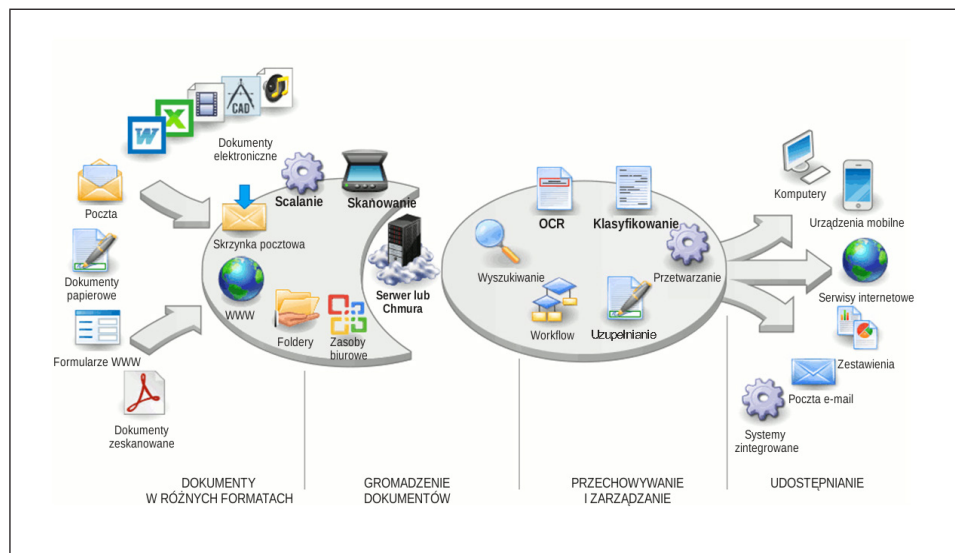 CAD
Dokumenty
elektroniczne
Poczta
Dokumenty
papierowe
Formularze WWW
Dokumenty
zeskanowane
Scalanie
Skanowanie
Skrzynka pocztowa
WWW
Foldery
Zasoby
biurowe
Serwer lub
Chmura
OCR
Klasyfikowanie
Wyszukiwanie
Przetwarzanie
Workflow
Uzupełnianie
Komputery
Urządzenia mobilne
Serwisy internetowe
Zestawienia
Poczta e-mail
Systemy
zintegrowane
DOKUMENTY
W RÓŻNYCH FORMATACH
GROMADZENIE
DOKUMENTÓW
PRZECHOWYWANIE
I ZARZĄDZANIE
UDOSTĘPNIANIE